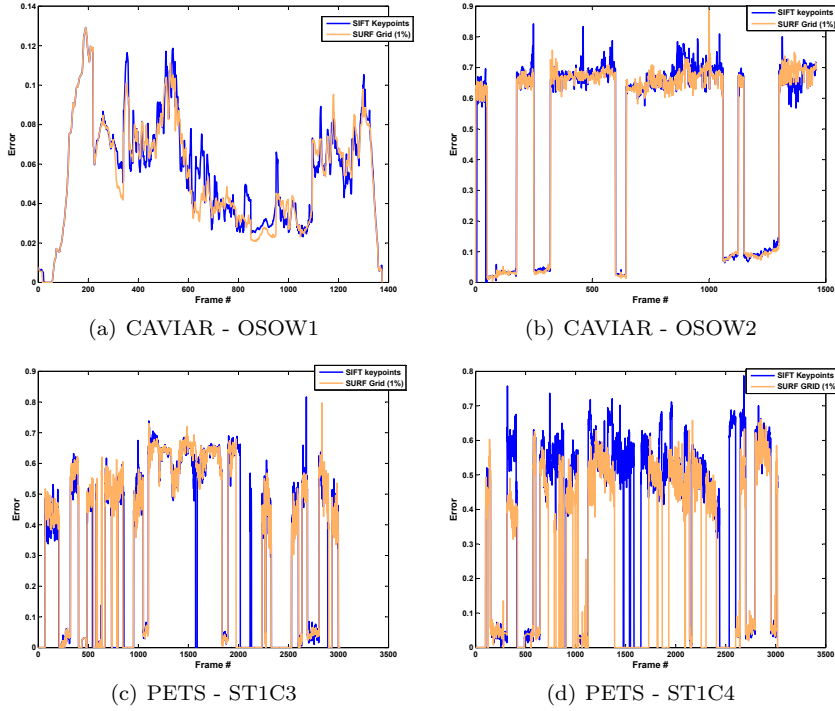 SIFT Keypoints
SURF Grid (1%)
0.14
0.12
0.1
0.08
0.06
0.04
0.02
0
Error
0 200 400 600 800 1000 1200 1400
Frame #
(a) CAVIAR - OSOW1
SIFT Keypoints
SURF Grid (1%)
0.9
0.8
0.7
0.6
0.5
0.4
0.3
0.2
0.1
0
Error
0 500 1000 1500
Frame #
(b) CAVIAR - OSOW2
SIFT keypoints
SURF Grid (1%)
0.9
0.8
0.7
0.6
0.5
0.4
0.3
0.2
0.1
0
Error
0 500 1000 1500 2000 2500 3000 3500
Frame #
(c) PETS - ST1C3
SIFT Keypoints
SURF GRID (1%)
0.8
0.7
0.6
0.5
0.4
0.3
0.2
0.1
0
Error
0 500 1000 1500 2000 2500 3000 3500
Frame #
(d) PETS - ST1C4